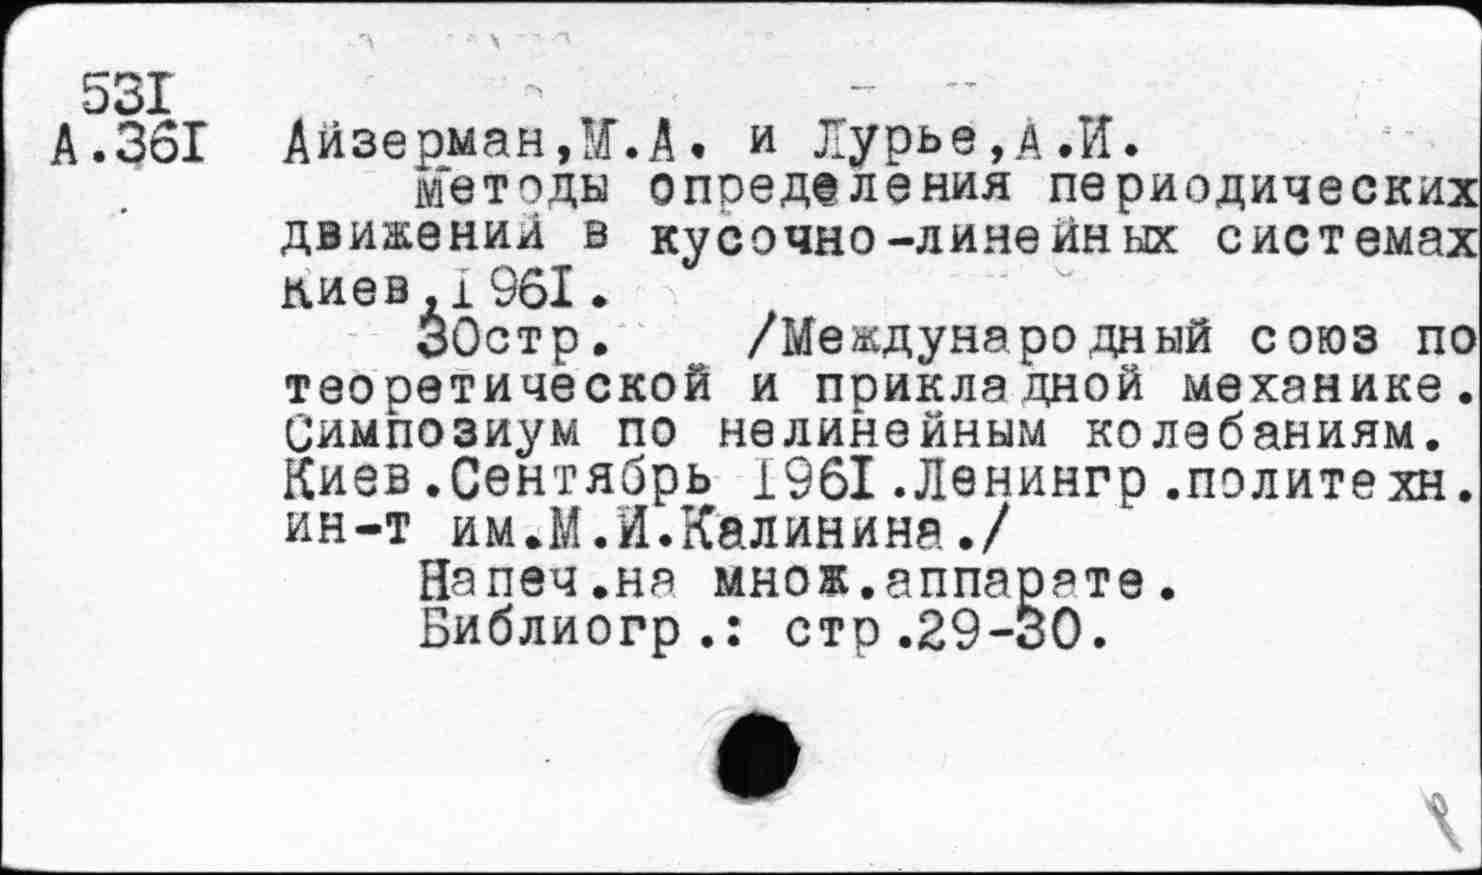 531
А.361 Айзерман,М.А. и Лурье,А.И.
Методы определения периодических
движений в кусочно-линейных системах
Киев,1961.
30стр. /Международный союз по
теоретической и прикладной механике.
Симпозиум по нелинейным колебаниям.
Киев.Сентябрь 1961.Ленингр.политехн.
ин-т им.М.И.Калинина./
Напеч.на множ.аппарате.
Библиогр.: стр.29-30.